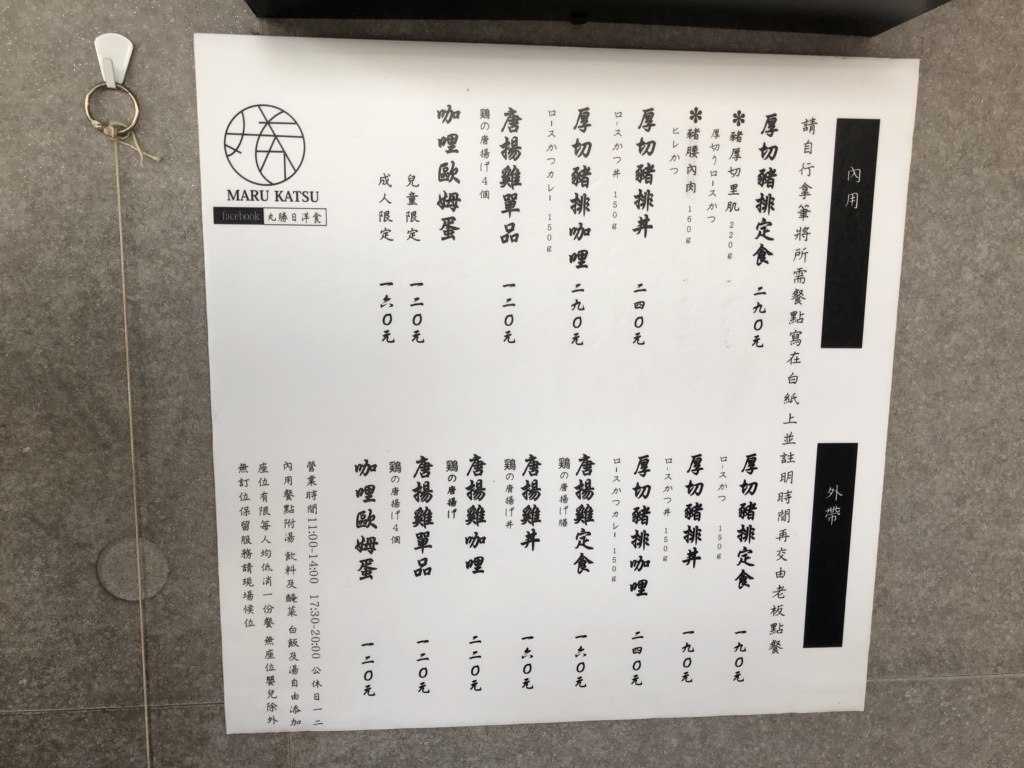 內用
請自行拿筆將所需餐點寫在白紙上並註明時間再交由老板點餐
厚切豬排定食 二九〇元
＊豬厚切里肌 220g
厚切りロースかつ
＊豬腰內肉 160g
ヒレかつ
厚切豬排丼 二四〇元
ロースかつ丼 150g
厚切豬排咖哩 二九〇元
ロースかつカレー 150g
唐揚雞單品 一二〇元
鶏の唐揚げ4個
咖哩歐姆蛋
兒童限定 一二〇元
成人限定 一六〇元
MARU KATSU
facebook 丸勝日洋食
外帶
厚切豬排定食 一九〇元
ロースかつ 150g
厚切豬排丼 一九〇元
ロースかつ丼 150g
厚切豬排咖哩 二四〇元
ロースかつカレー 150g
唐揚雞定食 一六〇元
鶏の唐揚げ膳
唐揚雞丼 一六〇元
鶏の唐揚げ丼
唐揚雞咖哩 二二〇元
鶏の唐揚げ
唐揚雞單品 一二〇元
鶏の唐揚げ4個
咖哩歐姆蛋 一二〇元
營業時間11:00-14:00 17:30-20:00 公休日一二
內用餐點附湯 飲料及醃菜 白飯及湯自由添加
座位有限每人均低消一份餐 無座位嬰兒除外
無訂位保留服務請現場候位